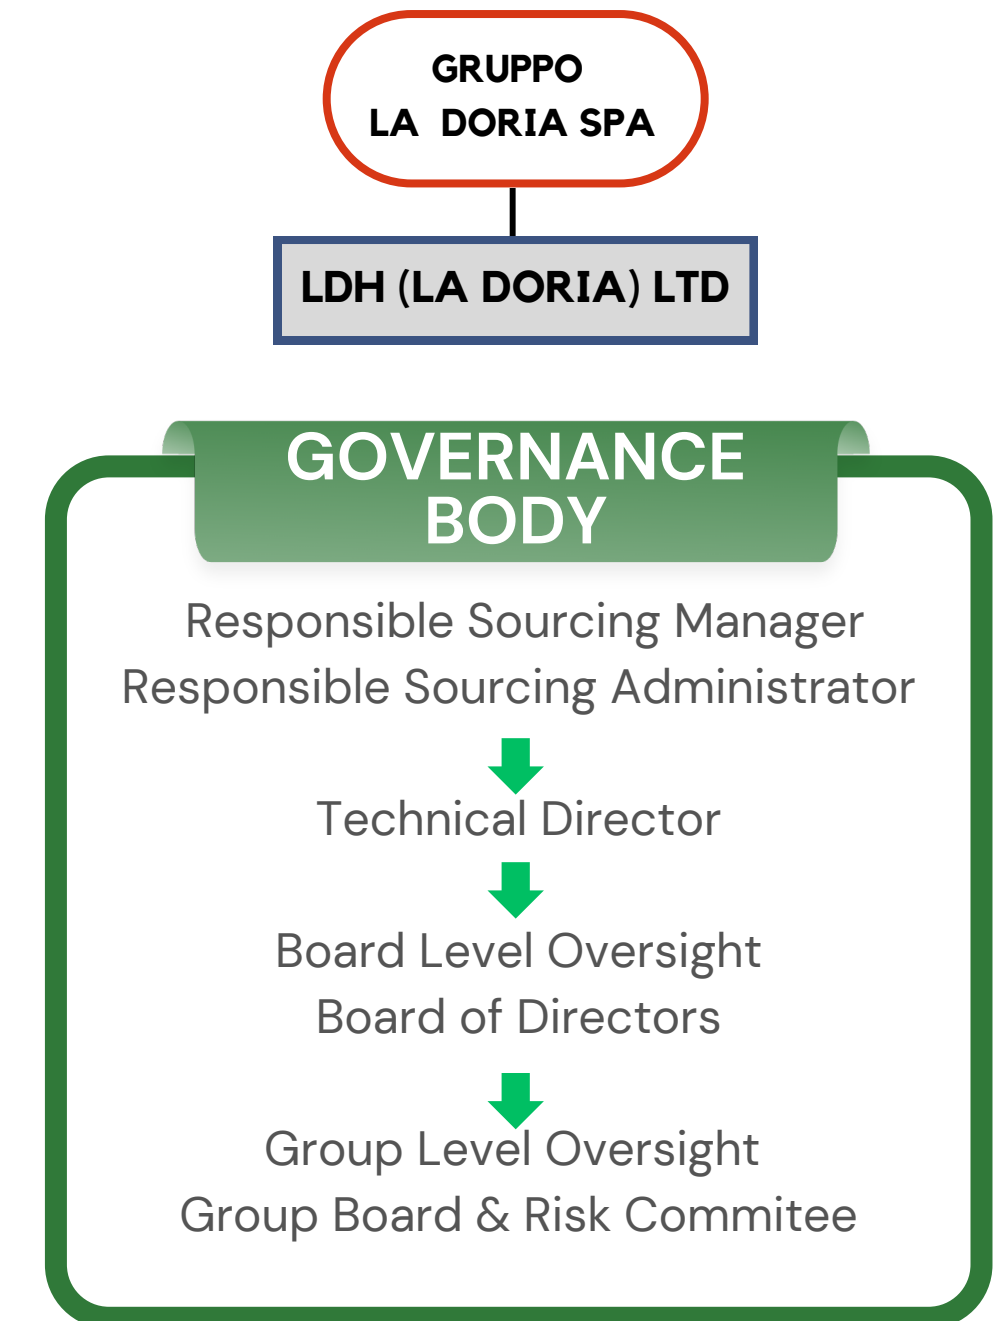 GRUPPO
LA DORIA SPA
LDH (LA DORIA) LTD
GOVERNANCE
BODY
Responsible Sourcing Manager
Responsible Sourcing Administrator
Technical Director
Board Level Oversight
Board of Directors
Group Level Oversight
Group Board & Risk Commitee